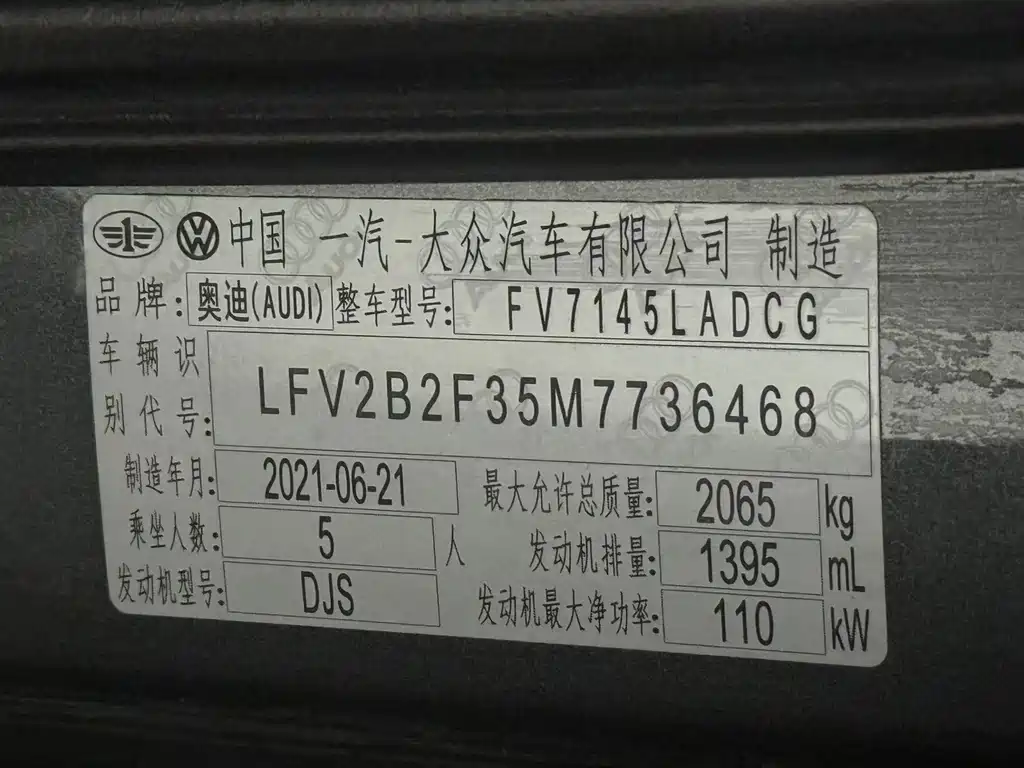 中国 一汽-大众汽车有限公司 制造
品牌: 奥迪(AUDI) 整车型号: FV7145LADCG
车辆识别代号: LFV2B2F35M7736468
制造年月: 2021-06-21 最大允许总质量: 2065 kg
乘坐人数: 5 人 发动机排量: 1395 mL
发动机型号: DJS 发动机最大净功率: 110 kW